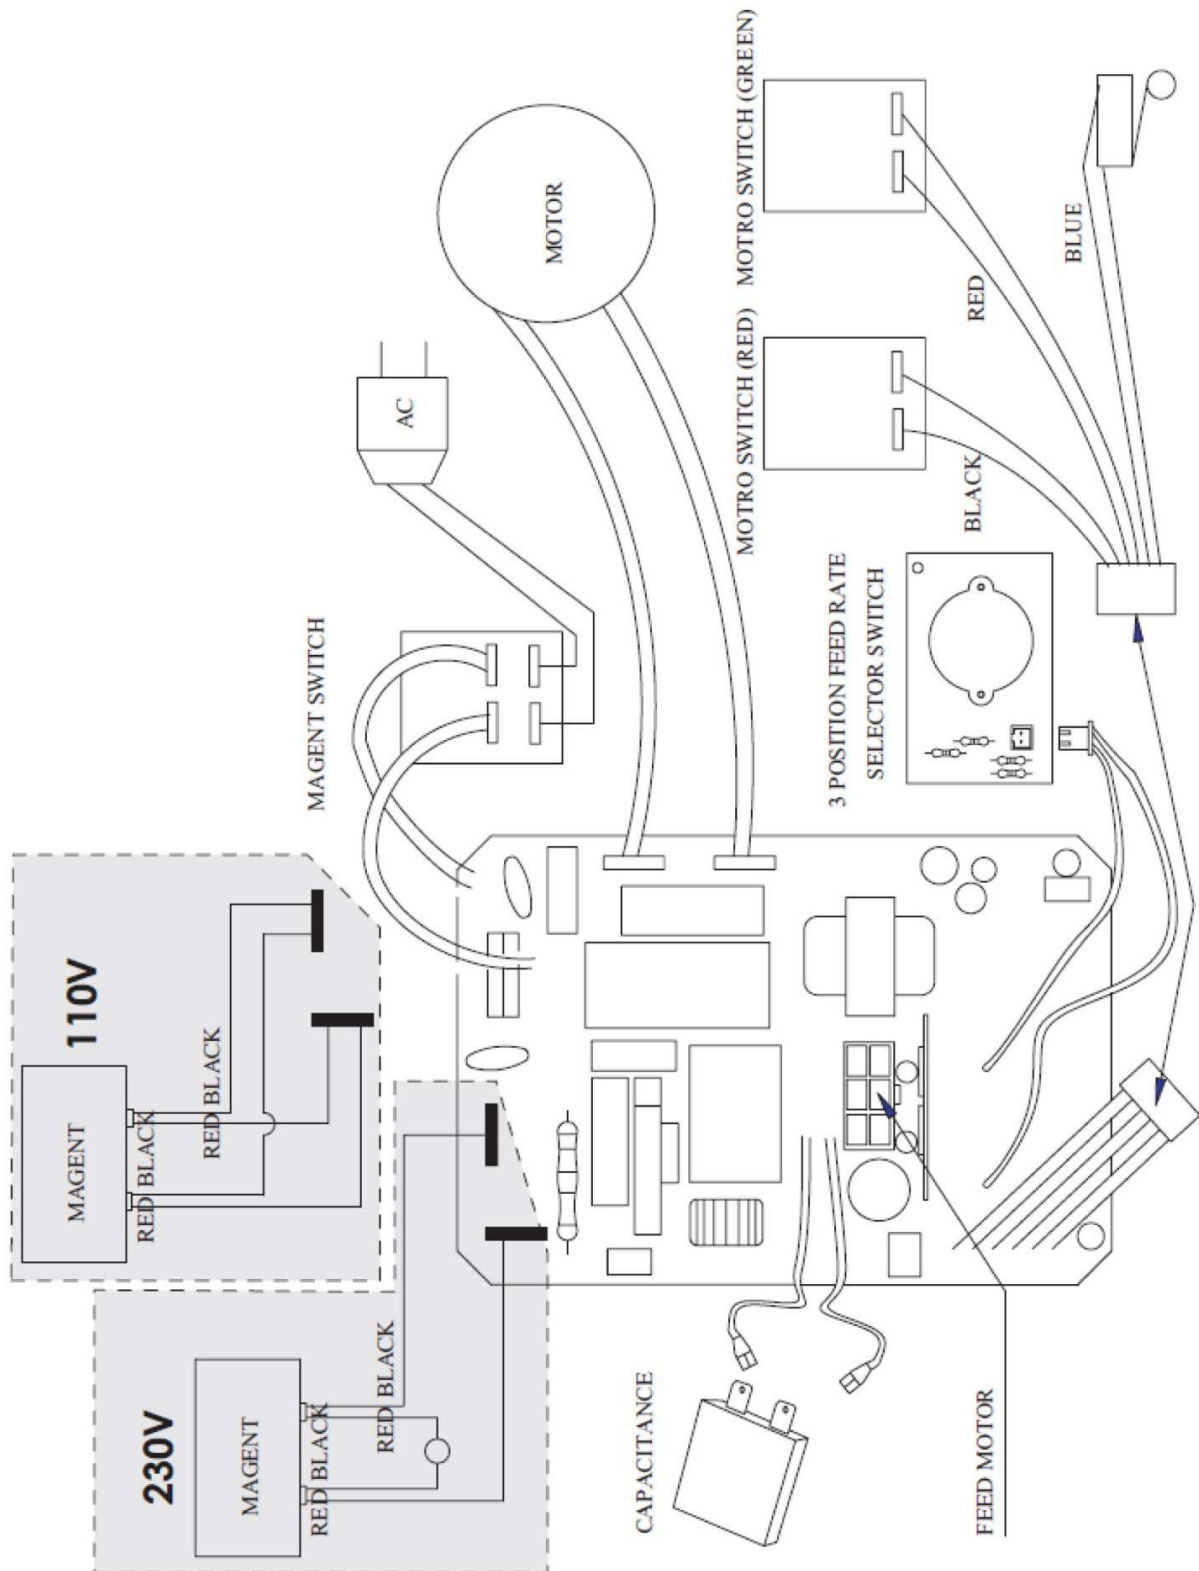 230V
MAGENT
RED BLACK
RED BLACK
110V
MAGENT
RED BLACK
RED BLACK
MAGENT SWITCH
AC
MOTOR
CAPACITANCE
FEED MOTOR
3 POSITION FEED RATE
SELECTOR SWITCH
MOTRO SWITCH (RED)
MOTRO SWITCH (GREEN)
BLACK
RED
BLUE